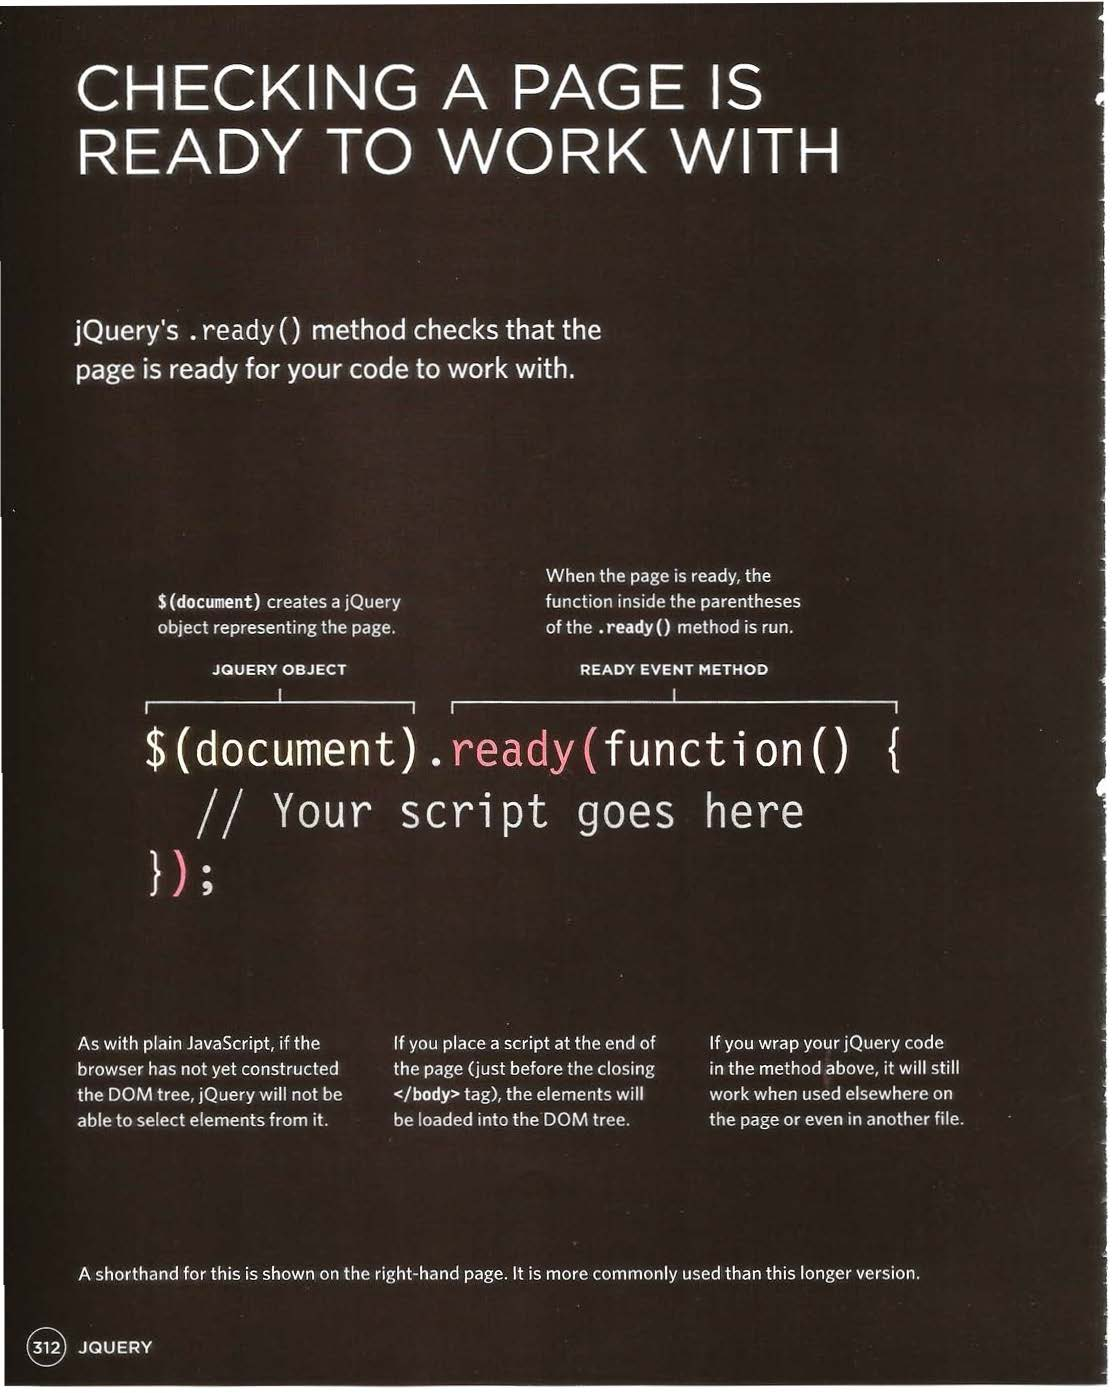 CHECKING A PAGE IS
READY TO WORK WITH
jQuery's .ready() method checks that the
page is ready for your code to work with.
$(document) creates a jQuery
object representing the page.
JQUERY OBJECT
When the page is ready, the
function inside the parentheses
of the .ready() method is run.
READY EVENT METHOD
$(document).ready(function() {
// Your script goes here
});
As with plain JavaScript, if the
browser has not yet constructed
the DOM tree, jQuery will not be
able to select elements from it.
If you place a script at the end of
the page (just before the closing
</body> tag), the elements will
be loaded into the DOM tree.
If you wrap your jQuery code
in the method above, it will still
work when used elsewhere on
the page or even in another file.
A shorthand for this is shown on the right-hand page. It is more commonly used than this longer version.
312 JQUERY